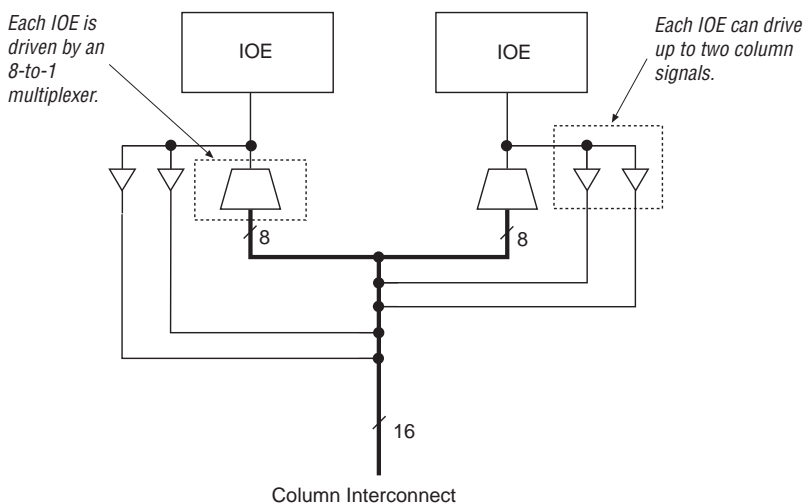 Each IOE is
driven by an
8-to-1
multiplexer.
IOE
IOE
Each IOE can drive
up to two column
signals.
8
8
16
Column Interconnect